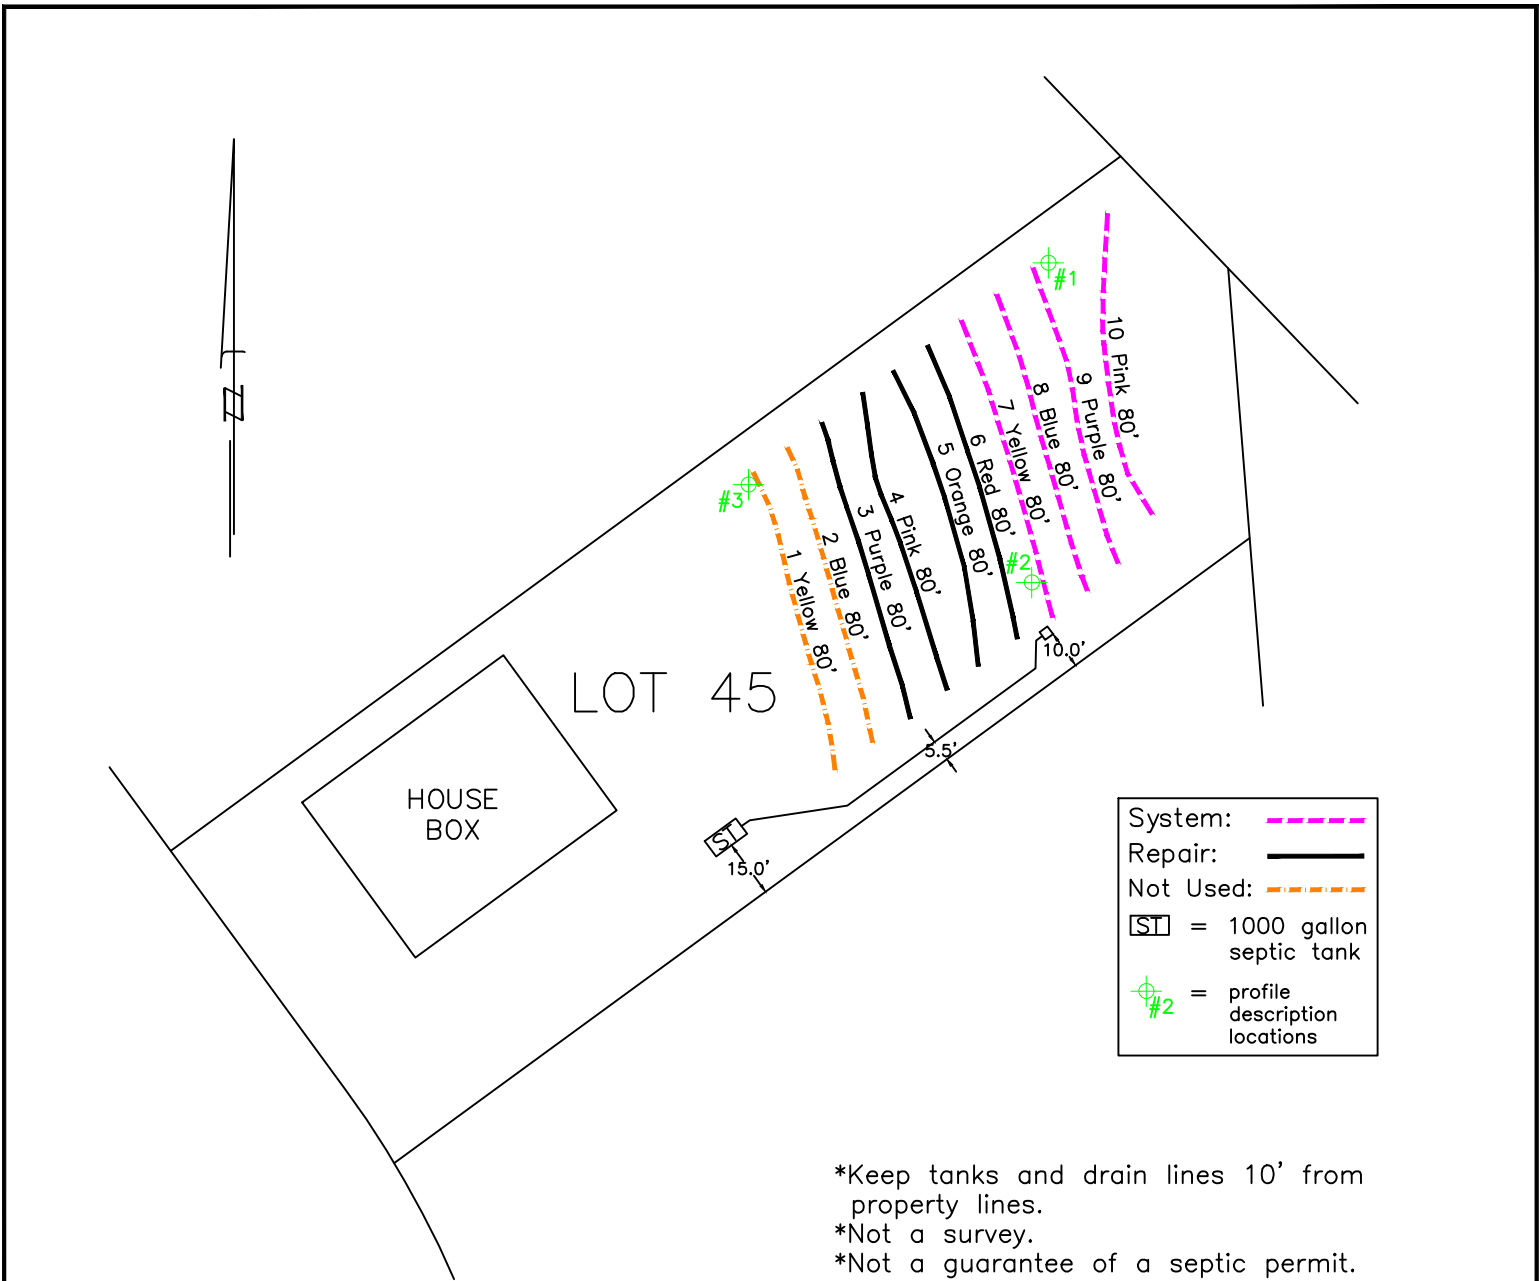 N
#1
10 Pink 80'
9 Purple 80'
8 Blue 80'
7 Yellow 80'
6 Red 80'
5 Orange 80'
4 Pink 80'
3 Purple 80'
2 Blue 80'
1 Yellow 80'
#3
#2
10.0'
5.5'
LOT 45
HOUSE
BOX
ST
15.0'
System:
Repair:
Not Used:
ST = 1000 gallon
septic tank
#2 = profile
description
locations
*Keep tanks and drain lines 10' from
property lines.
*Not a survey.
*Not a guarantee of a septic permit.